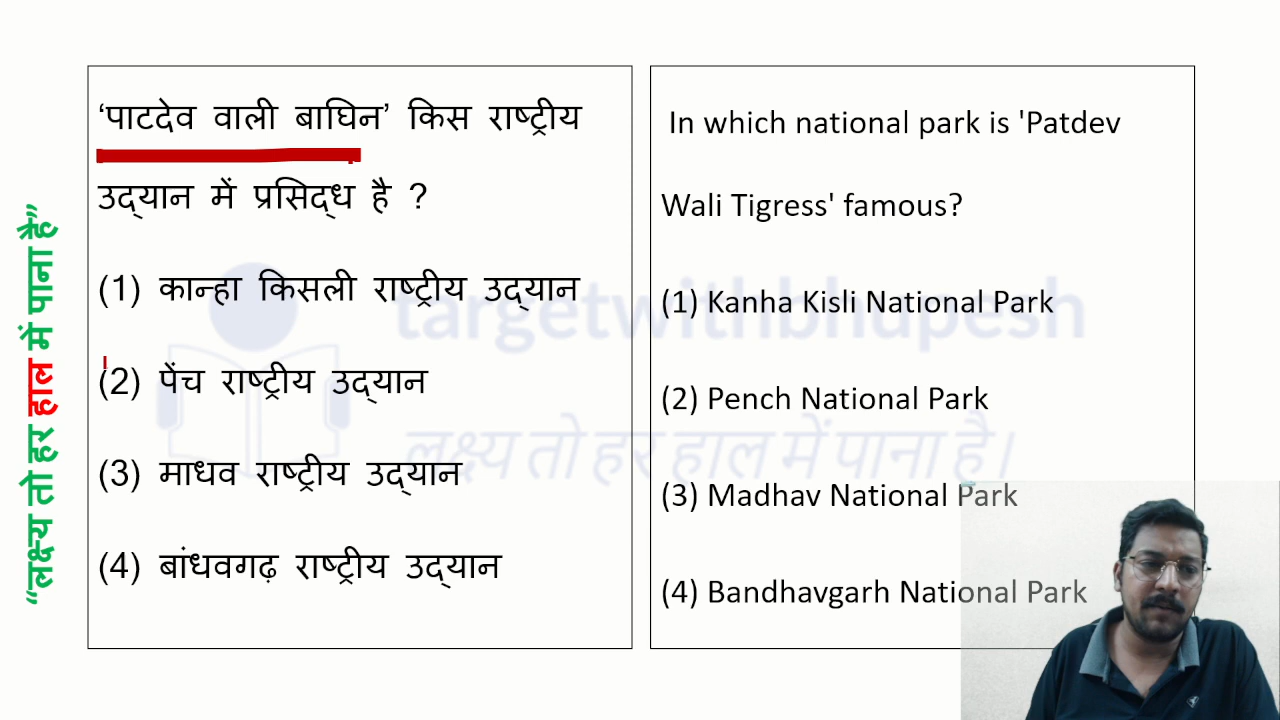 “लक्ष्य तो हर हाल में पाना है”
‘पाटदेव वाली बाघिन’ किस राष्ट्रीय
उद्यान में प्रसिद्ध है ?
(1) कान्हा किसली राष्ट्रीय उद्यान
(2) पेंच राष्ट्रीय उद्यान
(3) माधव राष्ट्रीय उद्यान
(4) बांधवगढ़ राष्ट्रीय उद्यान
In which national park is 'Patdev
Wali Tigress' famous?
(1) Kanha Kisli National Park
(2) Pench National Park
(3) Madhav National Park
(4) Bandhavgarh National Park
targetwithbhupesh
लक्ष्य तो हर हाल में पाना है।